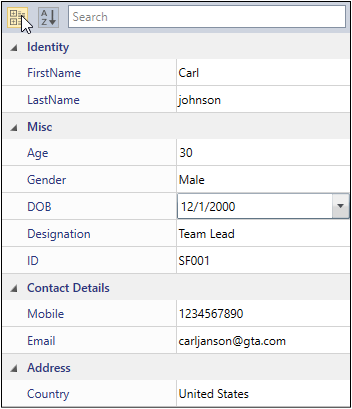 A Z Search
Identity
FirstName Carl
LastName johnson
Misc
Age 30
Gender Male
DOB 12/1/2000
Designation Team Lead
ID SF001
Contact Details
Mobile 1234567890
Email carljanson@gta.com
Address
Country United States